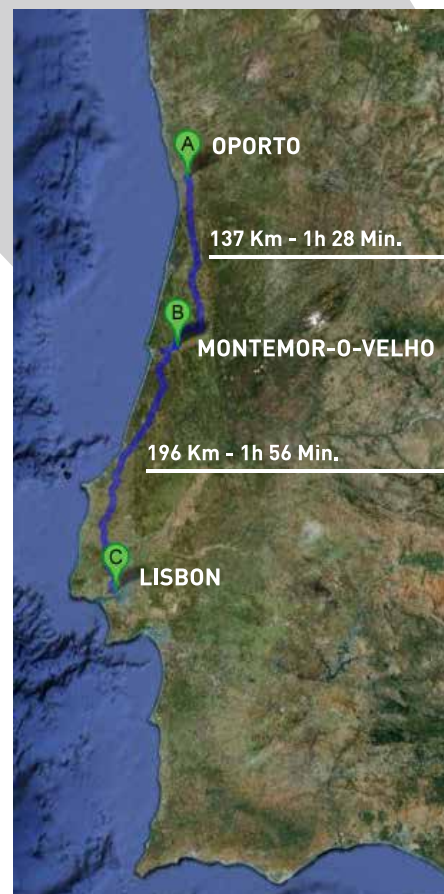 A
OPORTO
137 Km - 1h 28 Min.
B
MONTEMOR-O-VELHO
196 Km - 1h 56 Min.
C
LISBON